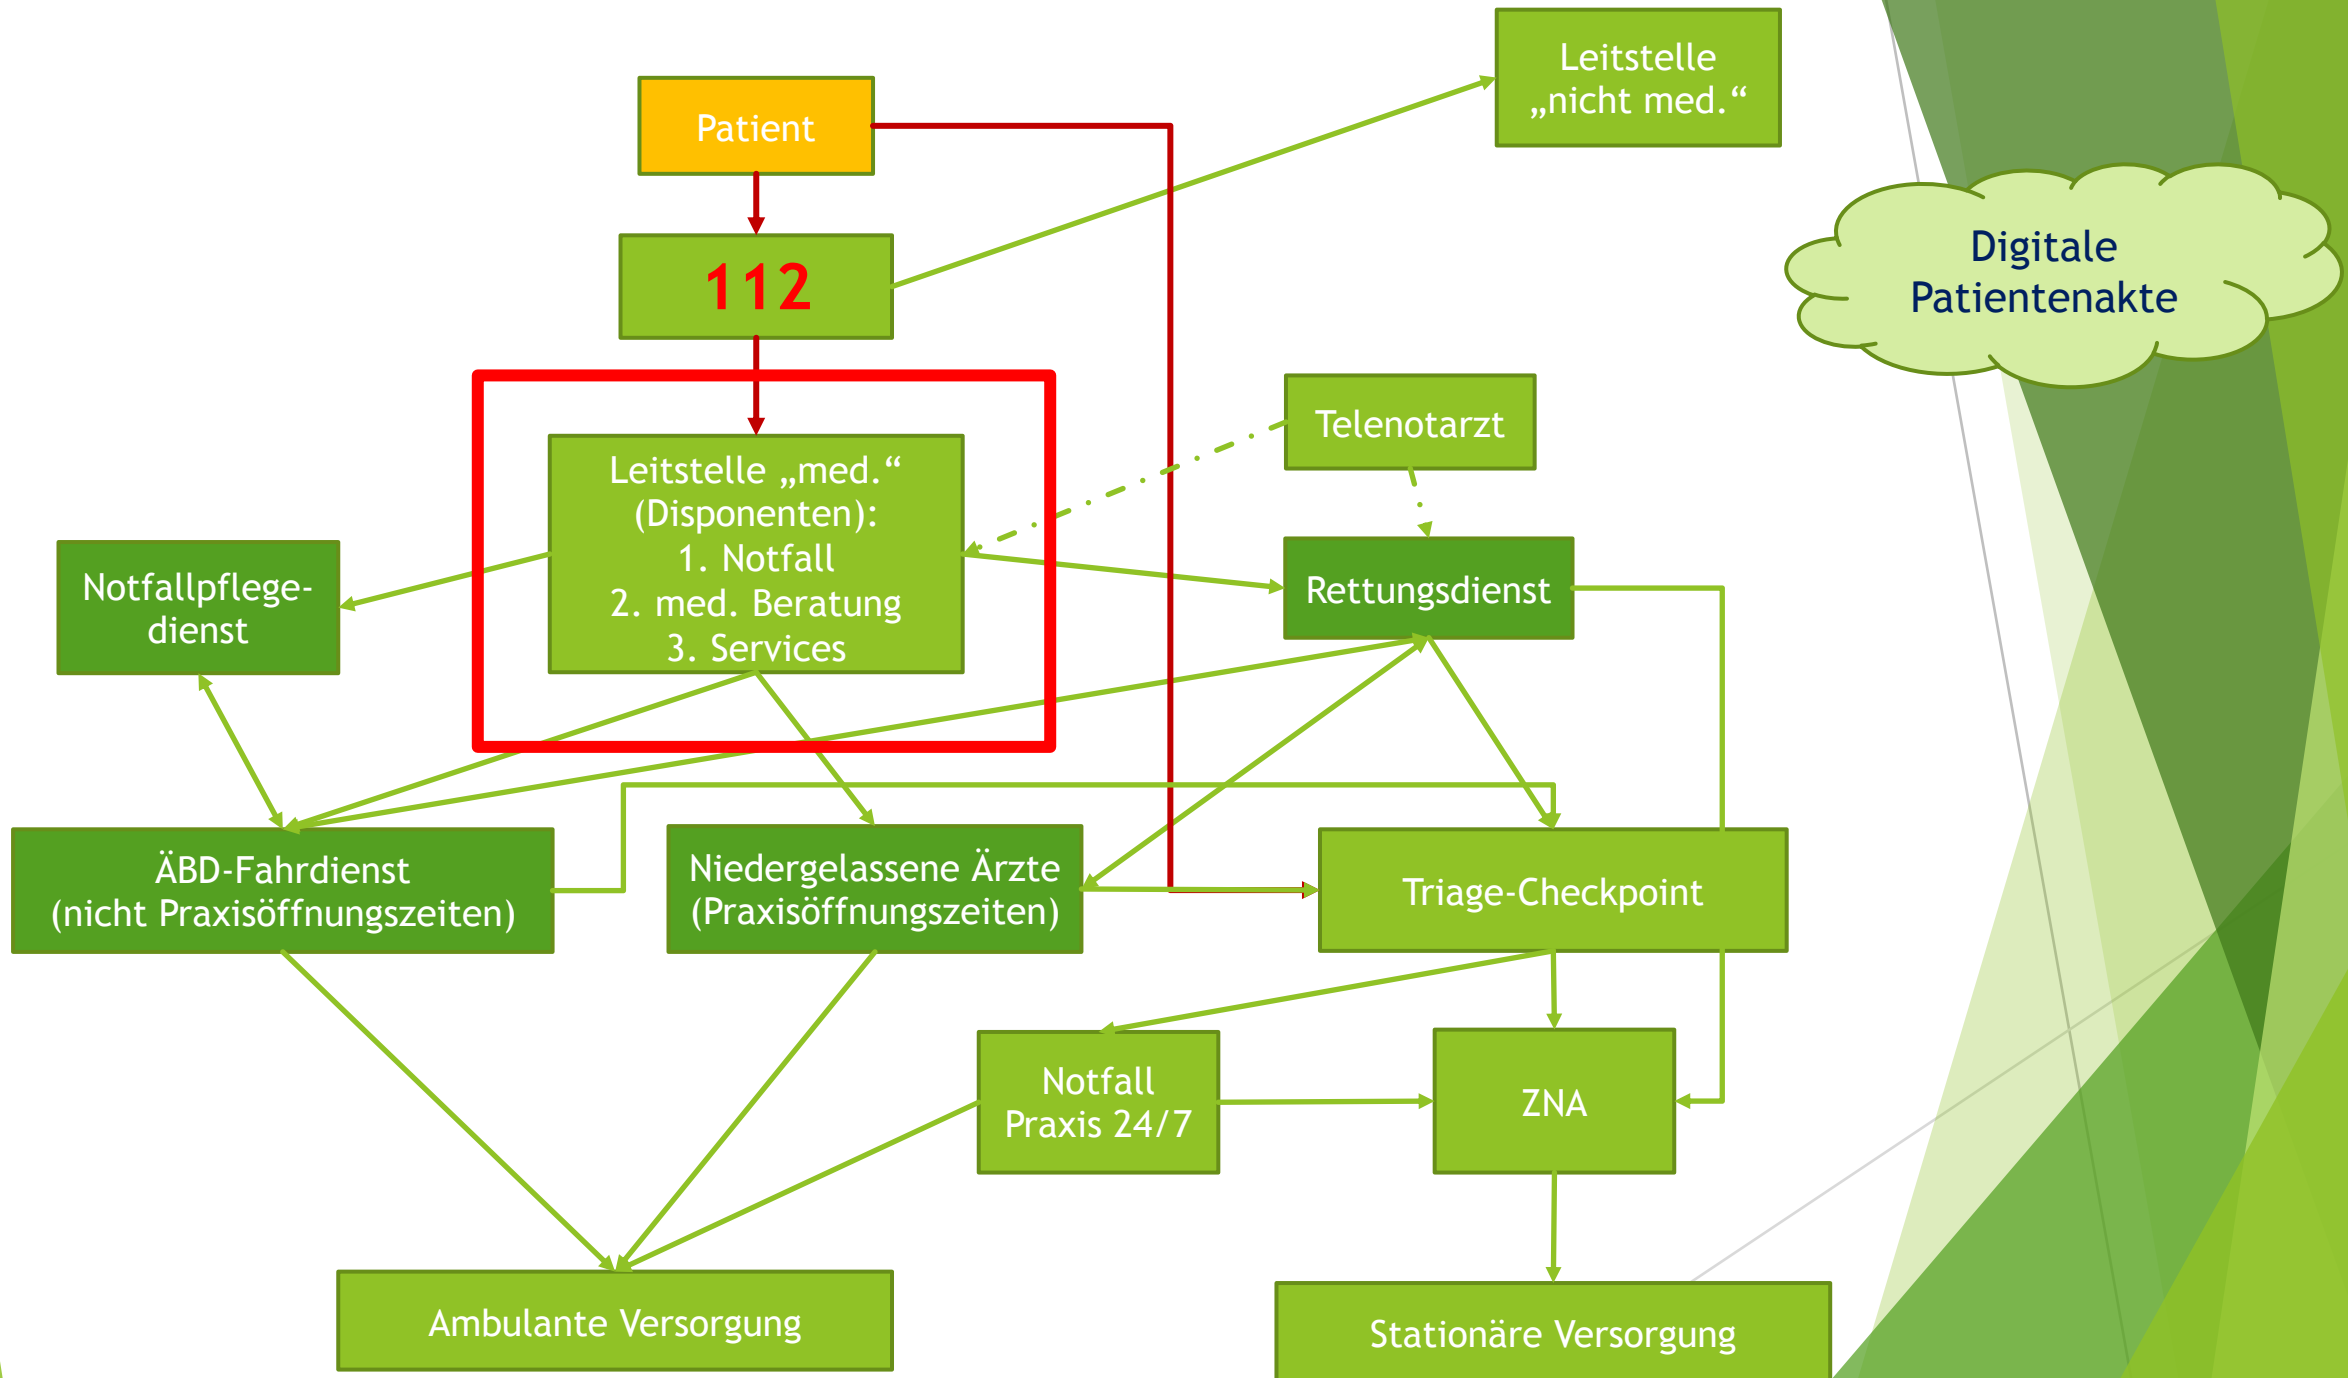 Leitstelle
„nicht med.“
Patient
112
Digitale
Patientenakte
Telenotarzt
Leitstelle „med.“
(Disponenten):
1. Notfall
2. med. Beratung
3. Services
Notfallpflege-
dienst
Rettungsdienst
ÄBD-Fahrdienst
(nicht Praxisöffnungszeiten)
Niedergelassene Ärzte
(Praxisöffnungszeiten)
Triage-Checkpoint
Notfall
Praxis 24/7
ZNA
Ambulante Versorgung
Stationäre Versorgung